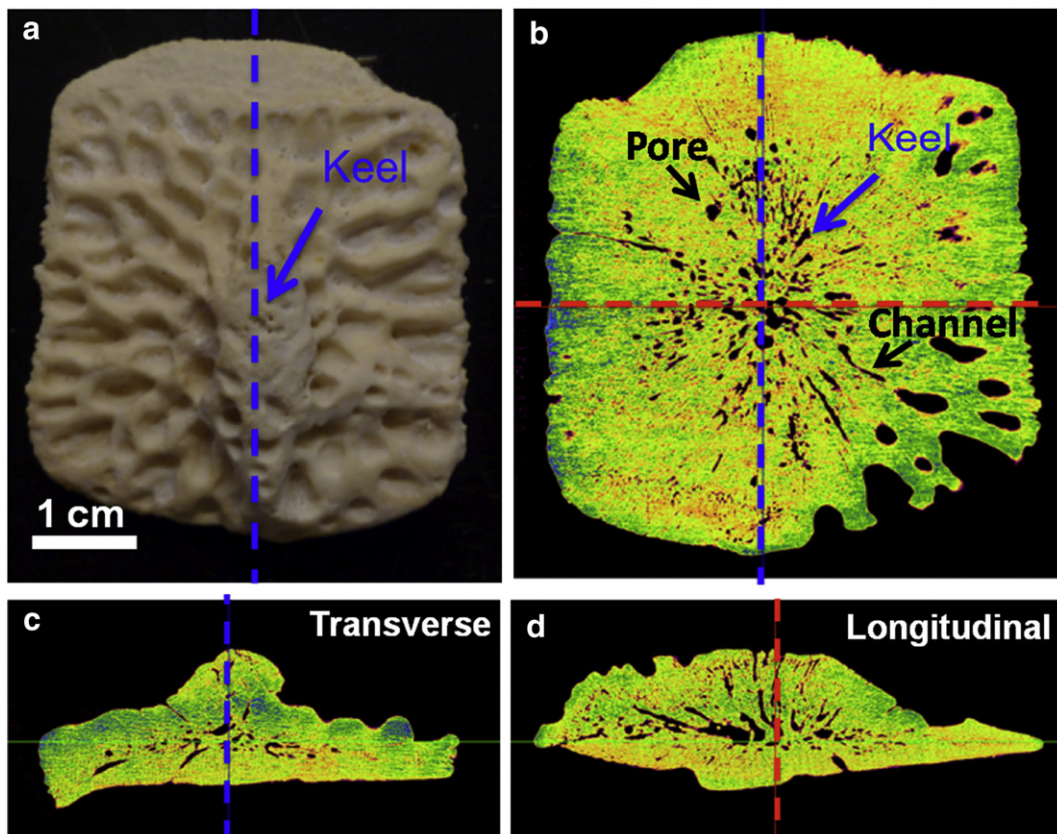 a
Keel
1 cm
b
Pore
Keel
Channel
c
Transverse
d
Longitudinal